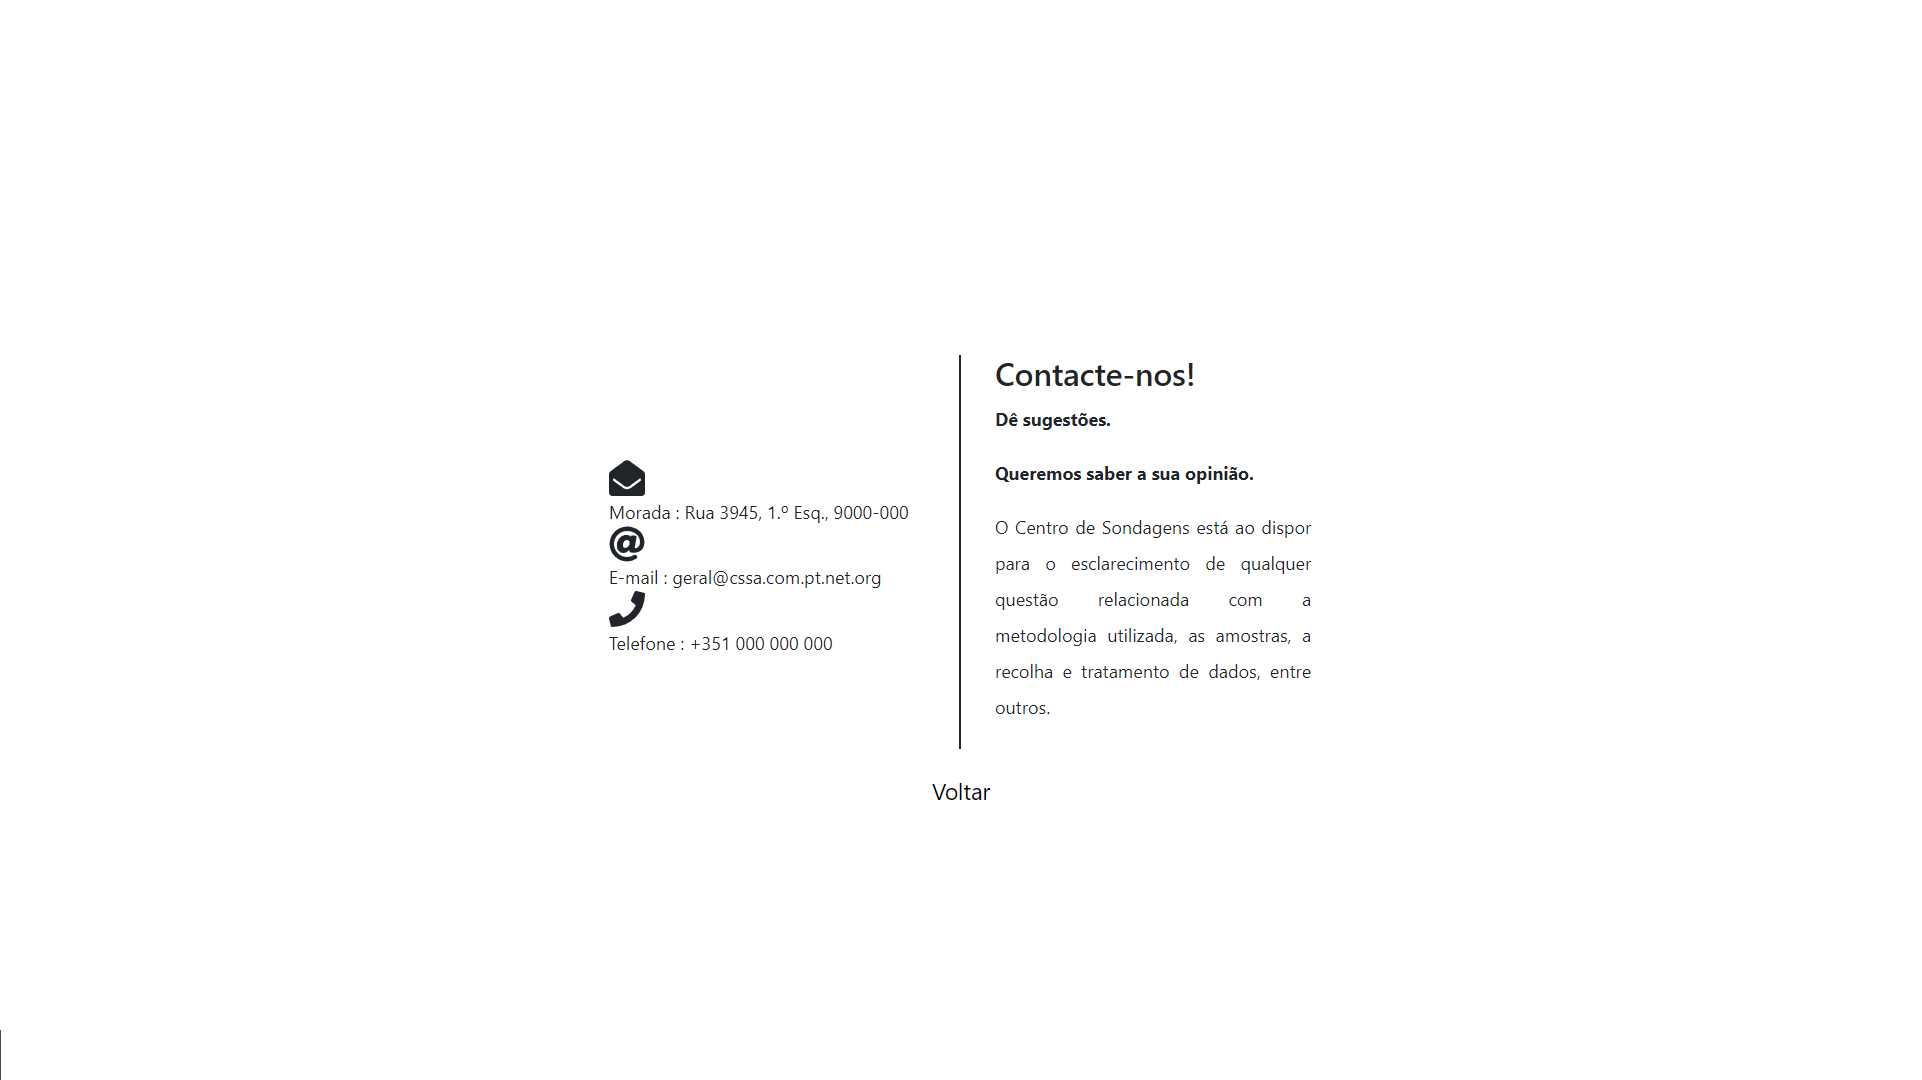 Morada : Rua 3945, 1.º Esq., 9000-000
E-mail : geral@cssa.com.pt.net.org
Telefone : +351 000 000 000
Contacte-nos!
Dê sugestões.
Queremos saber a sua opinião.
O Centro de Sondagens está ao dispor
para o esclarecimento de qualquer
questão relacionada com a
metodologia utilizada, as amostras, a
recolha e tratamento de dados, entre
outros.
Voltar